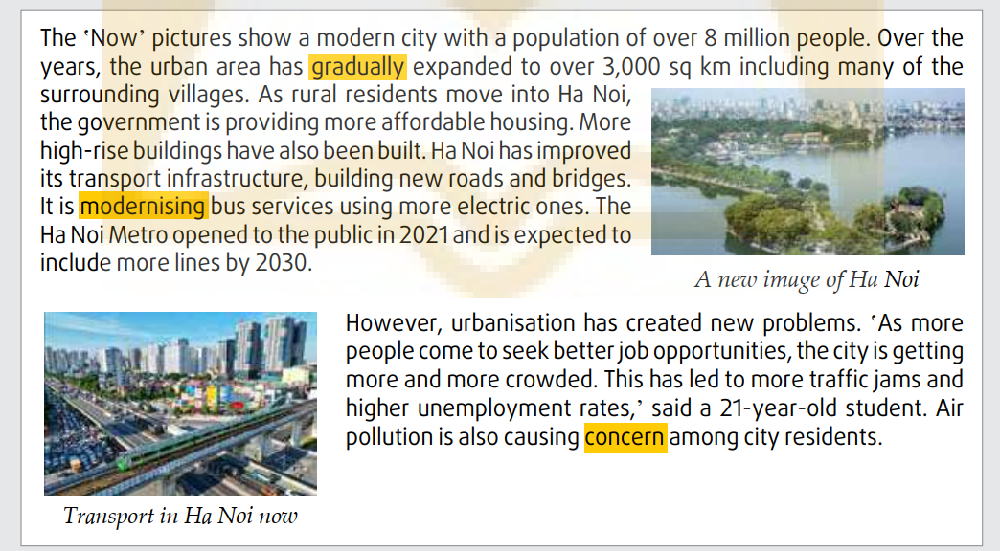 The ‘Now’ pictures show a modern city with a population of over 8 million people. Over the
years, the urban area has gradually expanded to over 3,000 sq km including many of the
surrounding villages. As rural residents move into Ha Noi,
the government is providing more affordable housing. More
high-rise buildings have also been built. Ha Noi has improved
its transport infrastructure, building new roads and bridges.
It is modernising bus services using more electric ones. The
Ha Noi Metro opened to the public in 2021 and is expected to
include more lines by 2030.
A new image of Ha Noi
However, urbanisation has created new problems. ‘As more
people come to seek better job opportunities, the city is getting
more and more crowded. This has led to more traffic jams and
higher unemployment rates,’ said a 21-year-old student. Air
pollution is also causing concern among city residents.
Transport in Ha Noi now